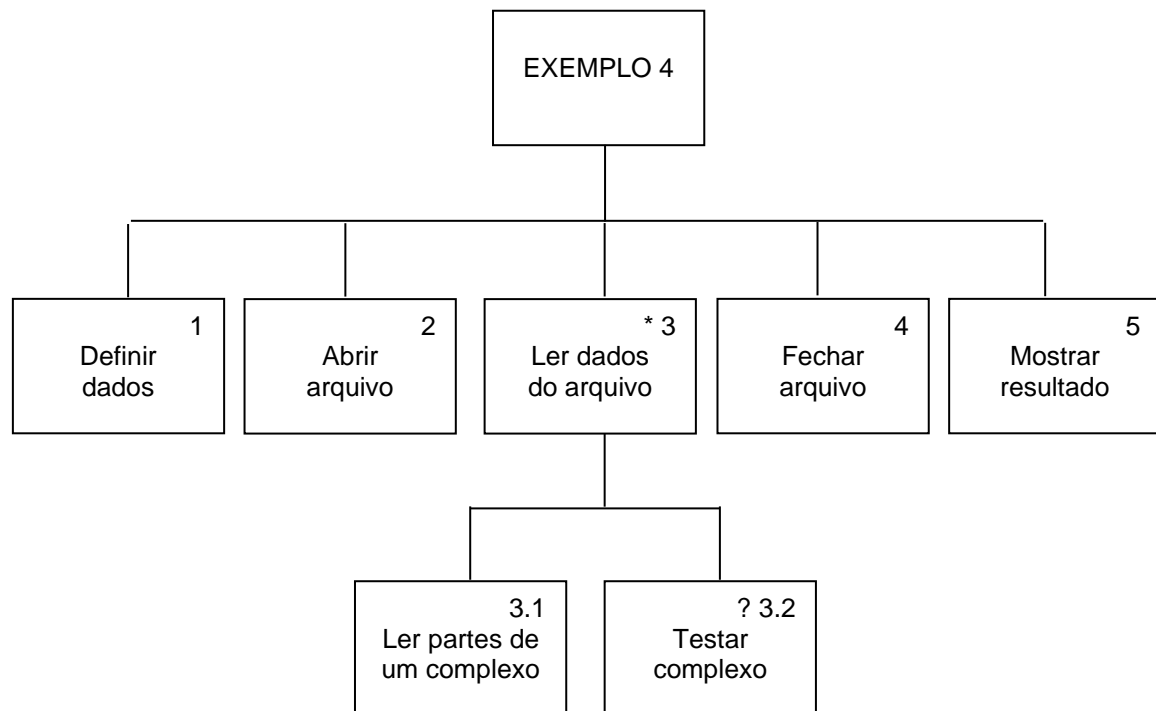 EXEMPLO 4
1
Definir
dados
2
Abrir
arquivo
* 3
Ler dados
do arquivo
4
Fechar
arquivo
5
Mostrar
resultado
3.1
Ler partes de
um complexo
? 3.2
Testar
complexo